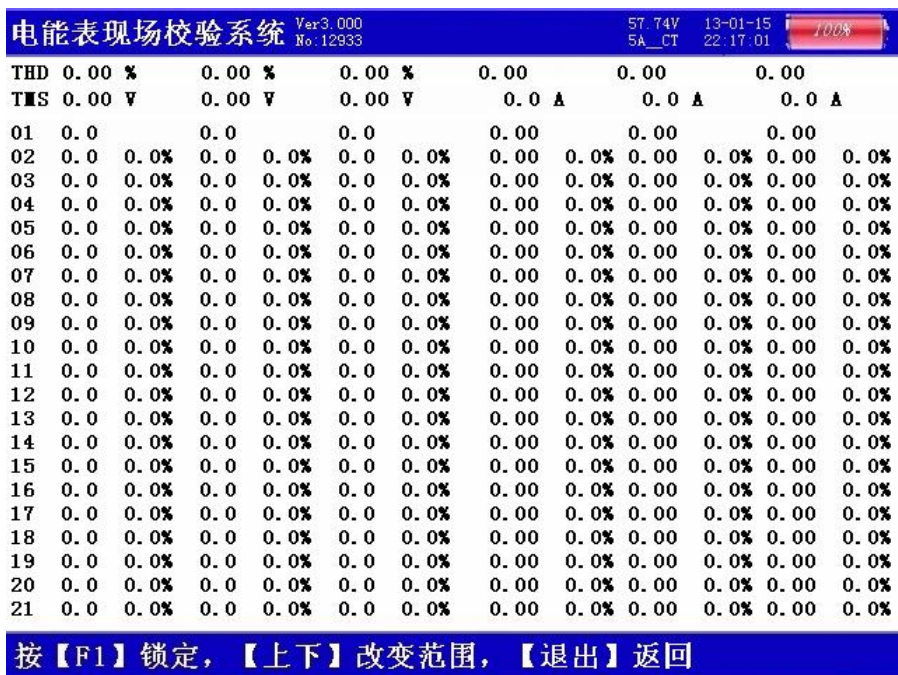 电能表现场校验系统 Ver3.000 57.74V 13-01-15 100%
No:12933 5A__CT 22:17:01
THD 0.00 % 0.00 % 0.00 % 0.00 0.00 0.00
TMS 0.00 V 0.00 V 0.00 V 0.0 A 0.0 A 0.0 A
01 0.0 0.0 0.0 0.00 0.00 0.00
02 0.0 0.0% 0.0 0.0% 0.0 0.0% 0.00 0.0% 0.00 0.0% 0.00 0.0%
03 0.0 0.0% 0.0 0.0% 0.0 0.0% 0.00 0.0% 0.00 0.0% 0.00 0.0%
04 0.0 0.0% 0.0 0.0% 0.0 0.0% 0.00 0.0% 0.00 0.0% 0.00 0.0%
05 0.0 0.0% 0.0 0.0% 0.0 0.0% 0.00 0.0% 0.00 0.0% 0.00 0.0%
06 0.0 0.0% 0.0 0.0% 0.0 0.0% 0.00 0.0% 0.00 0.0% 0.00 0.0%
07 0.0 0.0% 0.0 0.0% 0.0 0.0% 0.00 0.0% 0.00 0.0% 0.00 0.0%
08 0.0 0.0% 0.0 0.0% 0.0 0.0% 0.00 0.0% 0.00 0.0% 0.00 0.0%
09 0.0 0.0% 0.0 0.0% 0.0 0.0% 0.00 0.0% 0.00 0.0% 0.00 0.0%
10 0.0 0.0% 0.0 0.0% 0.0 0.0% 0.00 0.0% 0.00 0.0% 0.00 0.0%
11 0.0 0.0% 0.0 0.0% 0.0 0.0% 0.00 0.0% 0.00 0.0% 0.00 0.0%
12 0.0 0.0% 0.0 0.0% 0.0 0.0% 0.00 0.0% 0.00 0.0% 0.00 0.0%
13 0.0 0.0% 0.0 0.0% 0.0 0.0% 0.00 0.0% 0.00 0.0% 0.00 0.0%
14 0.0 0.0% 0.0 0.0% 0.0 0.0% 0.00 0.0% 0.00 0.0% 0.00 0.0%
15 0.0 0.0% 0.0 0.0% 0.0 0.0% 0.00 0.0% 0.00 0.0% 0.00 0.0%
16 0.0 0.0% 0.0 0.0% 0.0 0.0% 0.00 0.0% 0.00 0.0% 0.00 0.0%
17 0.0 0.0% 0.0 0.0% 0.0 0.0% 0.00 0.0% 0.00 0.0% 0.00 0.0%
18 0.0 0.0% 0.0 0.0% 0.0 0.0% 0.00 0.0% 0.00 0.0% 0.00 0.0%
19 0.0 0.0% 0.0 0.0% 0.0 0.0% 0.00 0.0% 0.00 0.0% 0.00 0.0%
20 0.0 0.0% 0.0 0.0% 0.0 0.0% 0.00 0.0% 0.00 0.0% 0.00 0.0%
21 0.0 0.0% 0.0 0.0% 0.0 0.0% 0.00 0.0% 0.00 0.0% 0.00 0.0%
按【F1】锁定，【上下】改变范围，【退出】返回